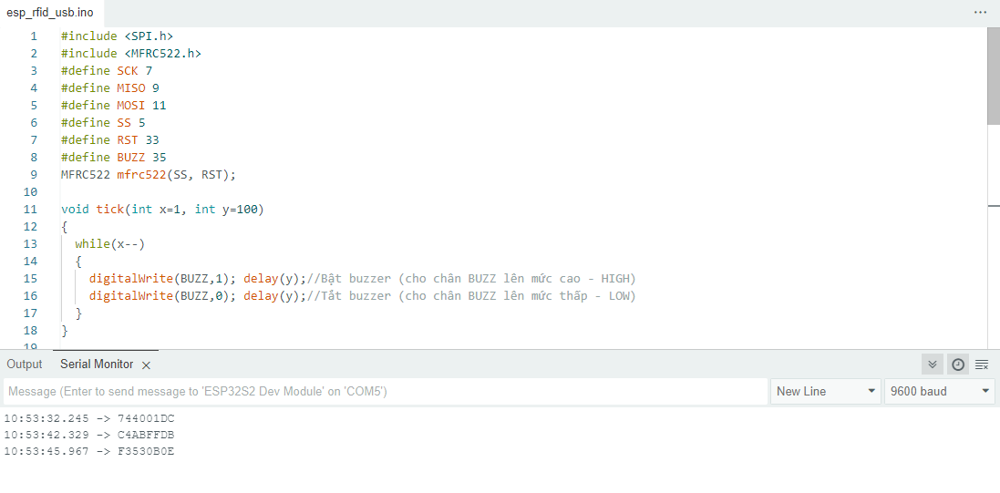 esp_rfid_usb.ino
1 #include <SPI.h>
2 #include <MFRC522.h>
3 #define SCK 7
4 #define MISO 9
5 #define MOSI 11
6 #define SS 5
7 #define RST 33
8 #define BUZZ 35
9 MFRC522 mfrc522(SS, RST);
10
11 void tick(int x=1, int y=100)
12 {
13 while(x--)
14 {
15 digitalWrite(BUZZ,1); delay(y);//Bật buzzer (cho chân BUZZ lên mức cao - HIGH)
16 digitalWrite(BUZZ,0); delay(y);//Tắt buzzer (cho chân BUZZ lên mức thấp - LOW)
17 }
18 }
19
Output Serial Monitor
Message (Enter to send message to 'ESP32S2 Dev Module' on 'COM5') New Line 9600 baud
10:53:32.245 -> 744001DC
10:53:42.329 -> C4ABFFDB
10:53:45.967 -> F3530B0E